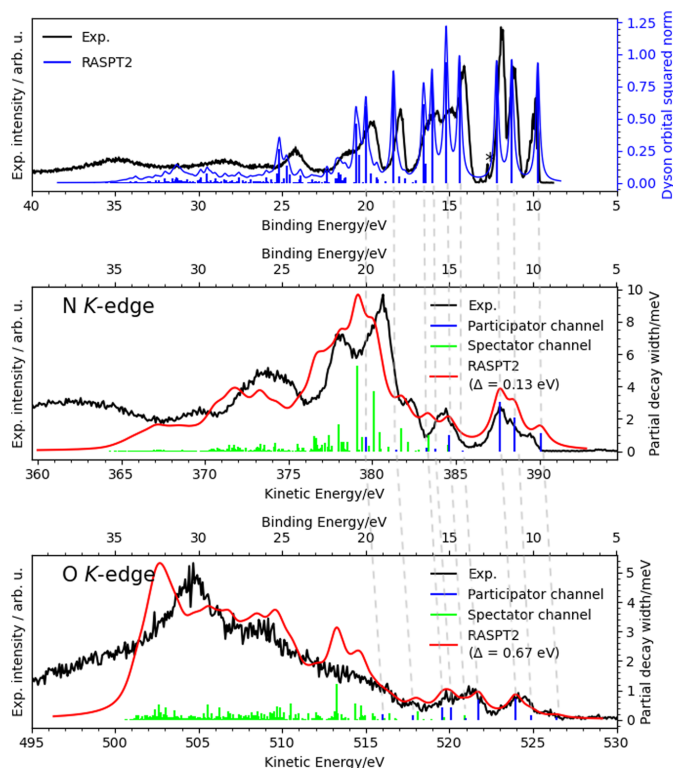 Exp. intensity / arb. u.
Exp.
RASPT2
*
1.25
1.00
0.75
0.50
0.25
0.00
Dyson orbital squared norm
40 35 30 25 20 15 10 5
Binding Energy/eV
Binding Energy/eV
35 30 25 20 15 10 5
Exp. intensity / arb. u.
N K-edge
Exp.
Participator channel
Spectator channel
RASPT2
(Δ = 0.13 eV)
10
8
6
4
2
0
Partial decay width/meV
360 365 370 375 380 385 390
Kinetic Energy/eV
Binding Energy/eV
35 30 25 20 15 10 5
Exp. intensity / arb. u.
O K-edge
Exp.
Participator channel
Spectator channel
RASPT2
(Δ = 0.67 eV)
5
4
3
2
1
0
Partial decay width/meV
495 500 505 510 515 520 525 530
Kinetic Energy/eV